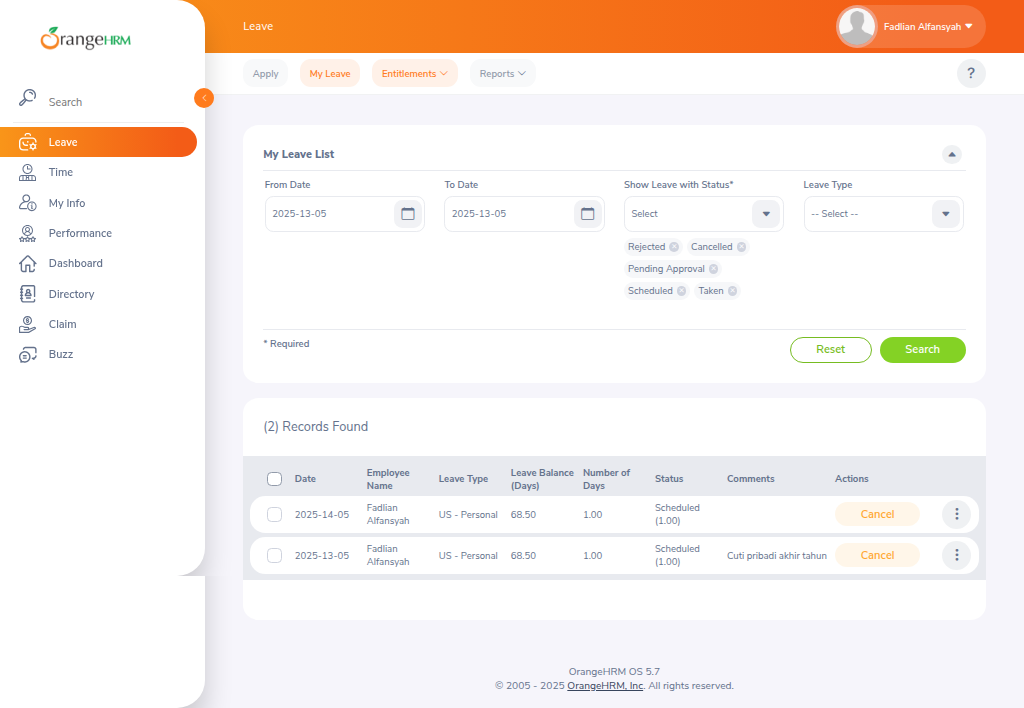 OrangeHRM
Leave
Fadlian Alfansyah
Apply
My Leave
Entitlements
Reports
?
Search
Leave
Time
My Info
Performance
Dashboard
Directory
Claim
Buzz
My Leave List
From Date
To Date
Show Leave with Status*
Leave Type
2025-13-05
2025-13-05
Select
-- Select --
Rejected
Cancelled
Pending Approval
Scheduled
Taken
* Required
Reset
Search
(2) Records Found
Date
Employee
Name
Leave Type
Leave Balance
(Days)
Number of
Days
Status
Comments
Actions
2025-14-05
Fadlian
Alfansyah
US - Personal
68.50
1.00
Scheduled
(1.00)
Cancel
2025-13-05
Fadlian
Alfansyah
US - Personal
68.50
1.00
Scheduled
(1.00)
Cuti pribadi akhir tahun
Cancel
OrangeHRM OS 5.7
© 2005 - 2025 OrangeHRM, Inc. All rights reserved.